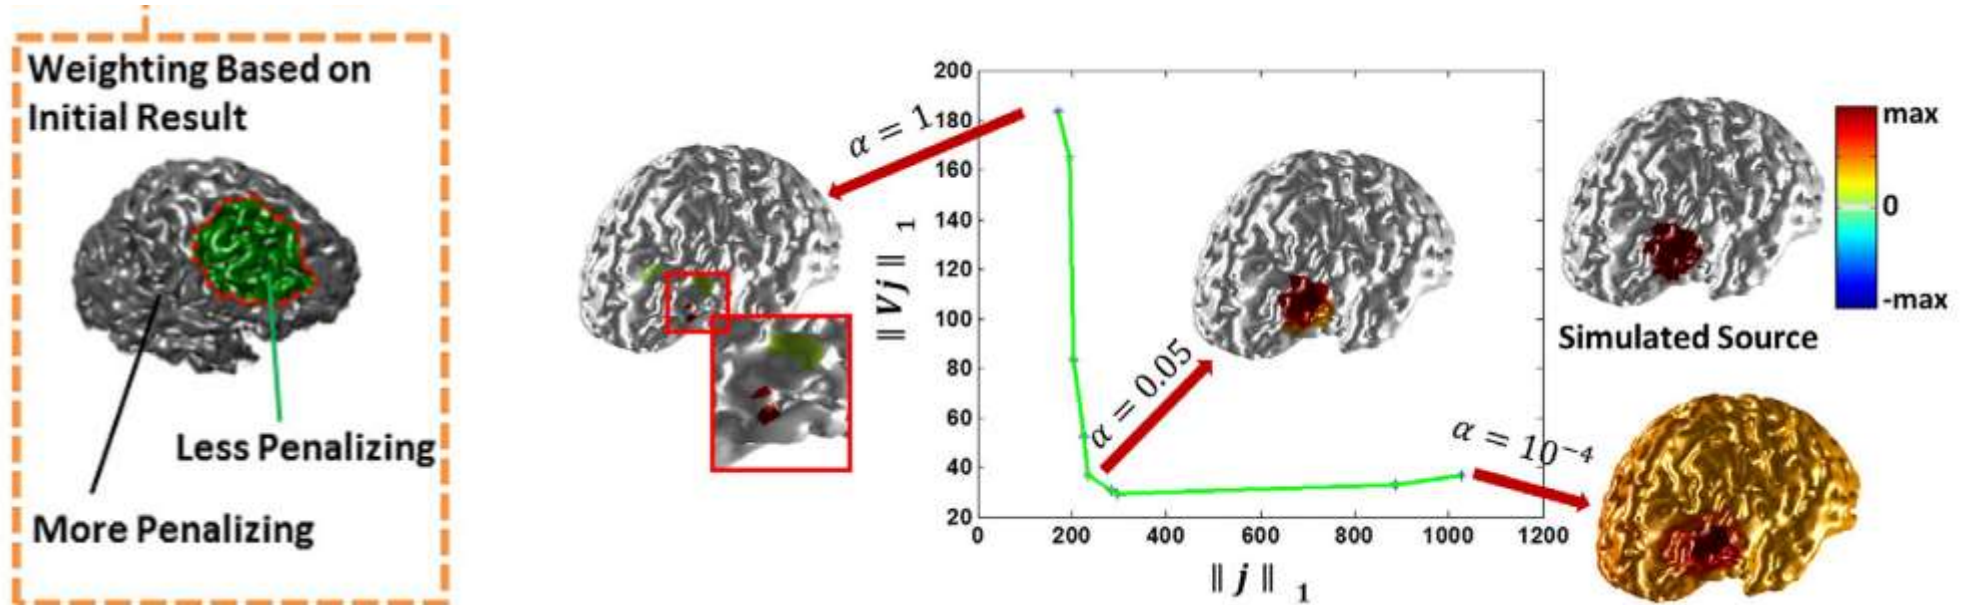 Weighting Based on
Initial Result
Less Penalizing
More Penalizing
α = 1
α = 0.05
α = 10⁻⁴
‖ Vj ‖ ₁
200
180
160
140
120
100
80
60
40
20
0 200 400 600 800 1000 1200
‖ j ‖ ₁
Simulated Source
max
0
-max